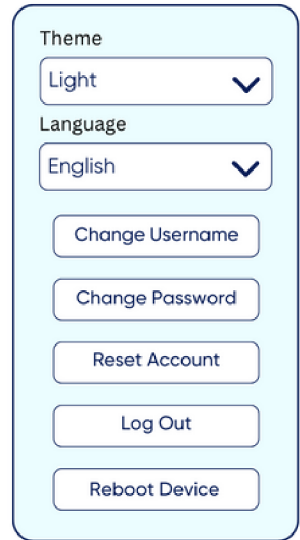 Theme
Light
Language
English
Change Username
Change Password
Reset Account
Log Out
Reboot Device